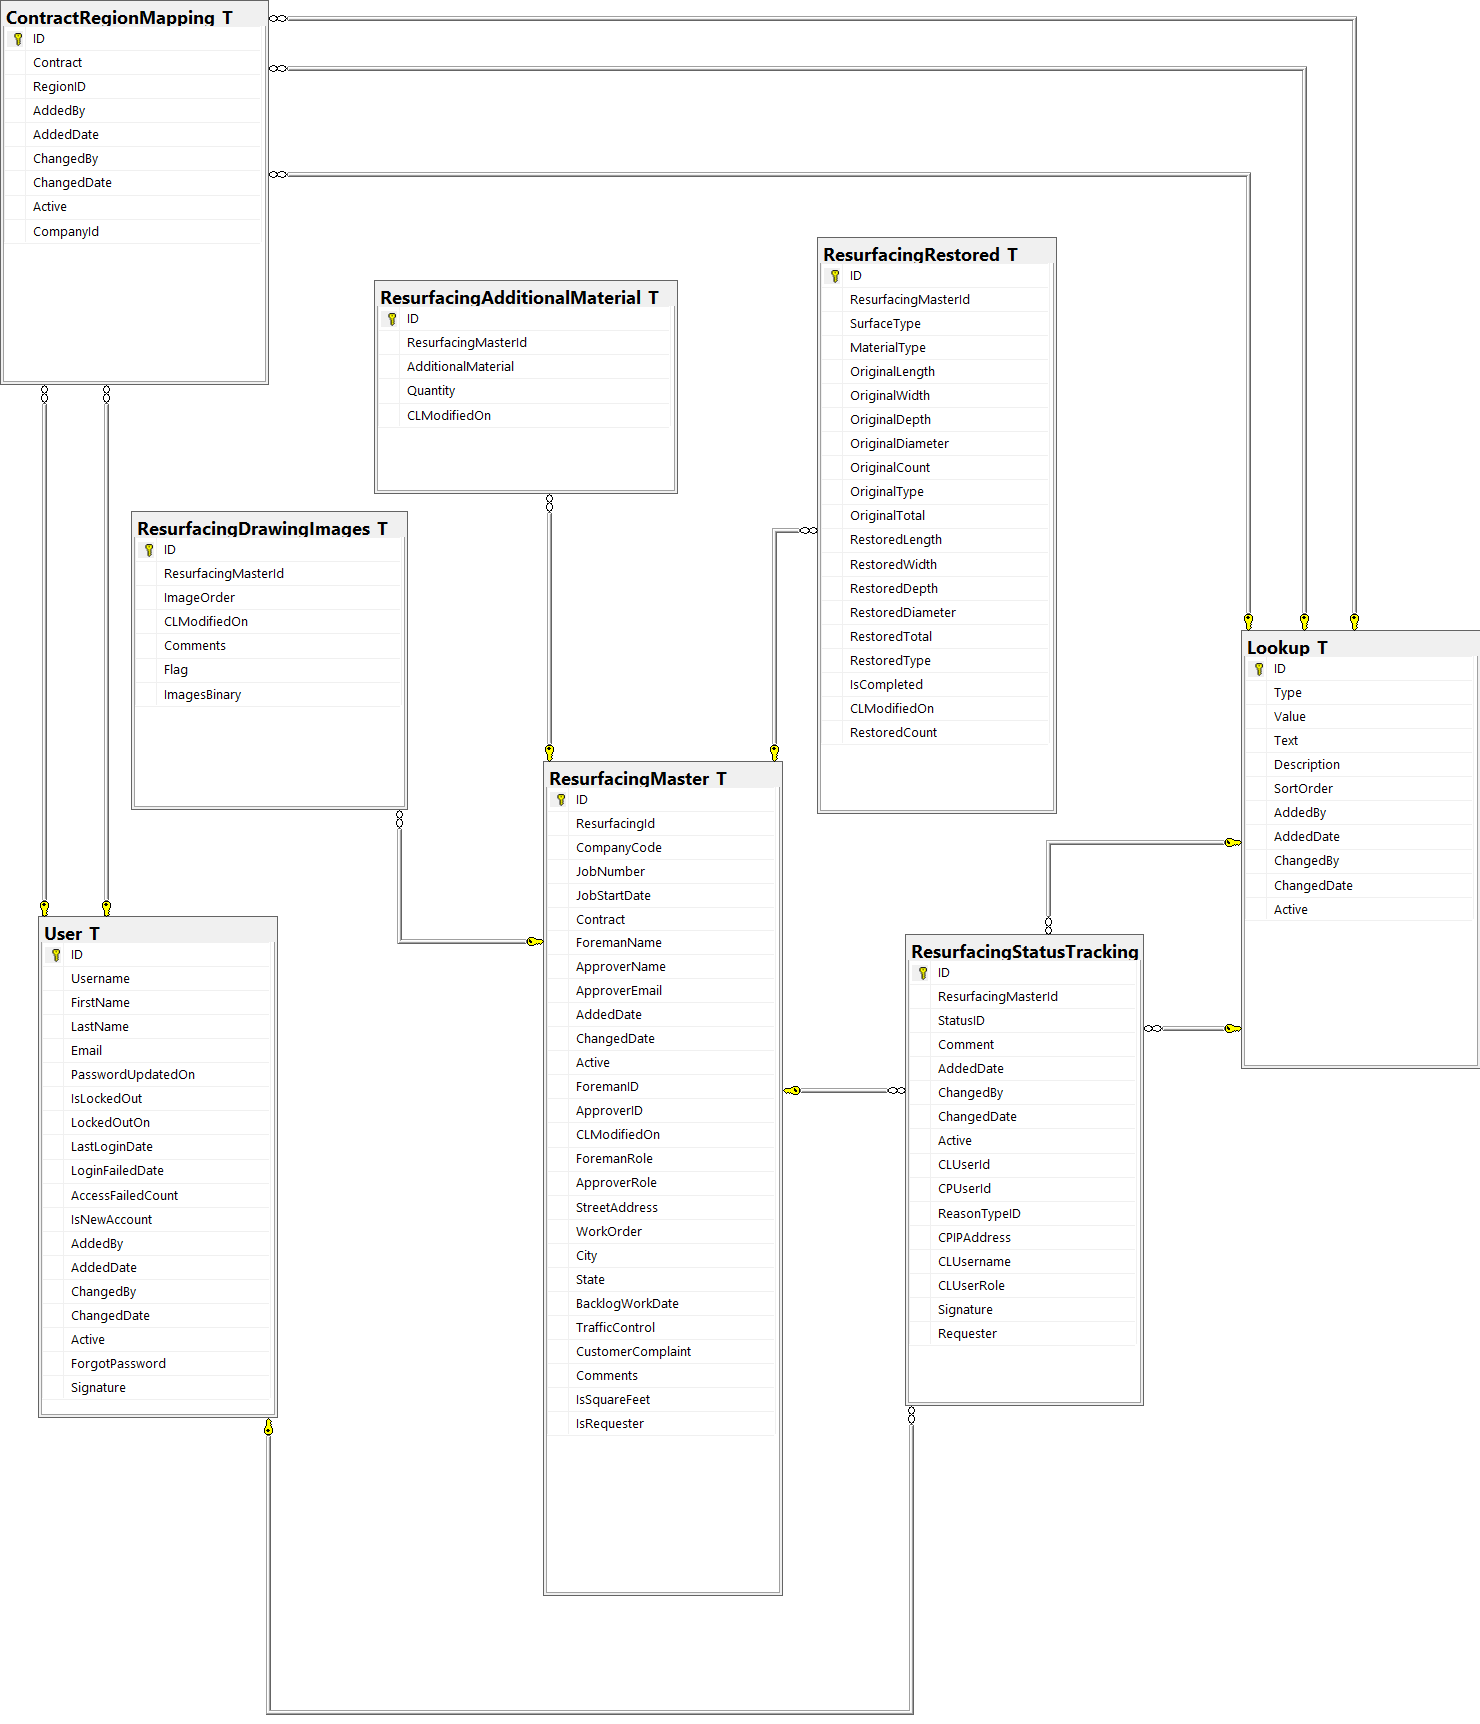 ContractRegionMapping_T
ID
Contract
RegionID
AddedBy
AddedDate
ChangedBy
ChangedDate
Active
CompanyId
ResurfacingAdditionalMaterial_T
ID
ResurfacingMasterId
AdditionalMaterial
Quantity
CLModifiedOn
ResurfacingRestored_T
ID
ResurfacingMasterId
SurfaceType
MaterialType
OriginalLength
OriginalWidth
OriginalDepth
OriginalDiameter
OriginalCount
OriginalType
OriginalTotal
RestoredLength
RestoredWidth
RestoredDepth
RestoredDiameter
RestoredTotal
RestoredType
IsCompleted
CLModifiedOn
RestoredCount
ResurfacingDrawingImages_T
ID
ResurfacingMasterId
ImageOrder
CLModifiedOn
Comments
Flag
ImagesBinary
Lookup_T
ID
Type
Value
Text
Description
SortOrder
AddedBy
AddedDate
ChangedBy
ChangedDate
Active
ResurfacingMaster_T
ID
ResurfacingId
CompanyCode
JobNumber
JobStartDate
Contract
ForemanName
ApproverName
ApproverEmail
AddedDate
ChangedDate
Active
ForemanID
ApproverID
CLModifiedOn
ForemanRole
ApproverRole
StreetAddress
WorkOrder
City
State
BacklogWorkDate
TrafficControl
CustomerComplaint
Comments
IsSquareFeet
IsRequester
User_T
ID
Username
FirstName
LastName
Email
PasswordUpdatedOn
IsLockedOut
LockedOutOn
LastLoginDate
LoginFailedDate
AccessFailedCount
IsNewAccount
AddedBy
AddedDate
ChangedBy
ChangedDate
Active
ForgotPassword
Signature
ResurfacingStatusTracking
ID
ResurfacingMasterId
StatusID
Comment
AddedDate
ChangedBy
ChangedDate
Active
CLUserId
CPUserId
ReasonTypeID
CPIPAddress
CLUsername
CLUserRole
Signature
Requester